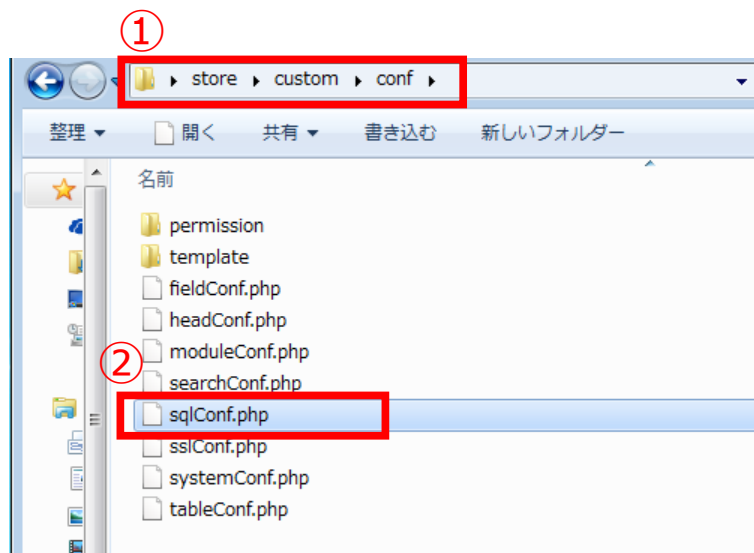 ①
store custom conf
整理 開く 共有 書き込む 新しいフォルダー
名前
permission
template
fieldConf.php
headConf.php
moduleConf.php
②
searchConf.php
sqlConf.php
sslConf.php
systemConf.php
tableConf.php